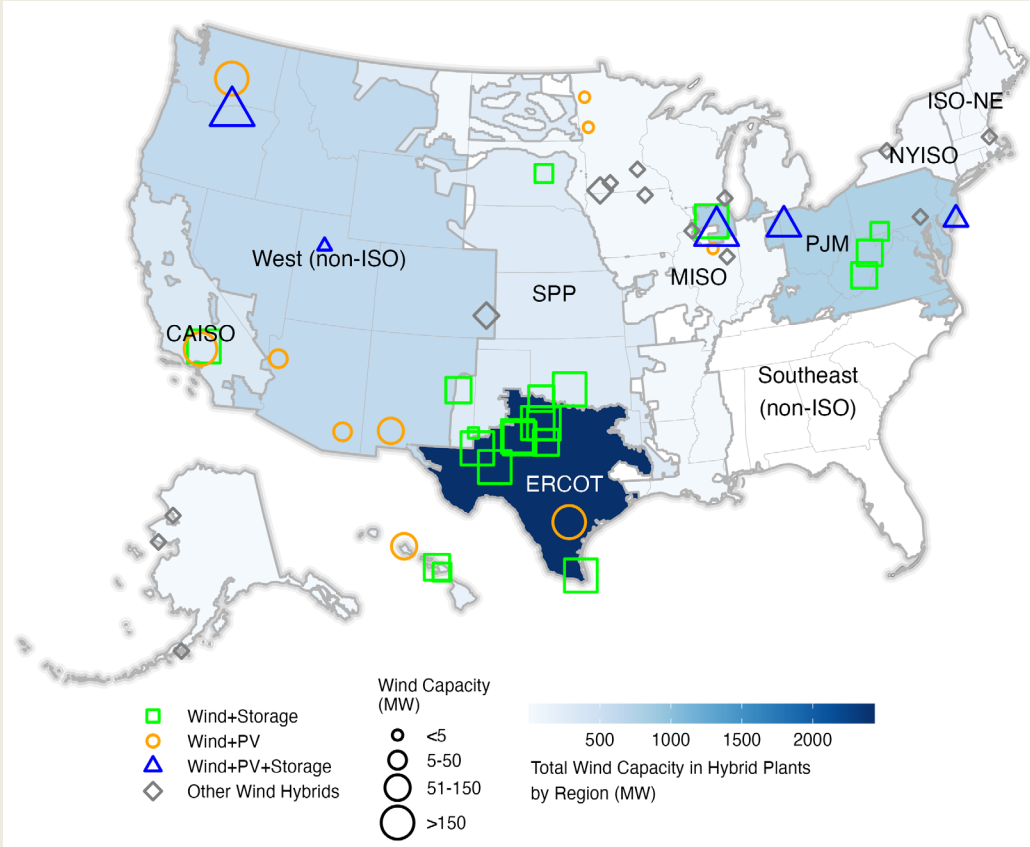 ISO-NE
NYISO
PJM
West (non-ISO)
MISO
SPP
CAISO
Southeast
(non-ISO)
ERCOT
Wind+Storage
Wind+PV
Wind+PV+Storage
Other Wind Hybrids
Wind Capacity
(MW)
<5
5-50
51-150
>150
500 1000 1500 2000
Total Wind Capacity in Hybrid Plants
by Region (MW)